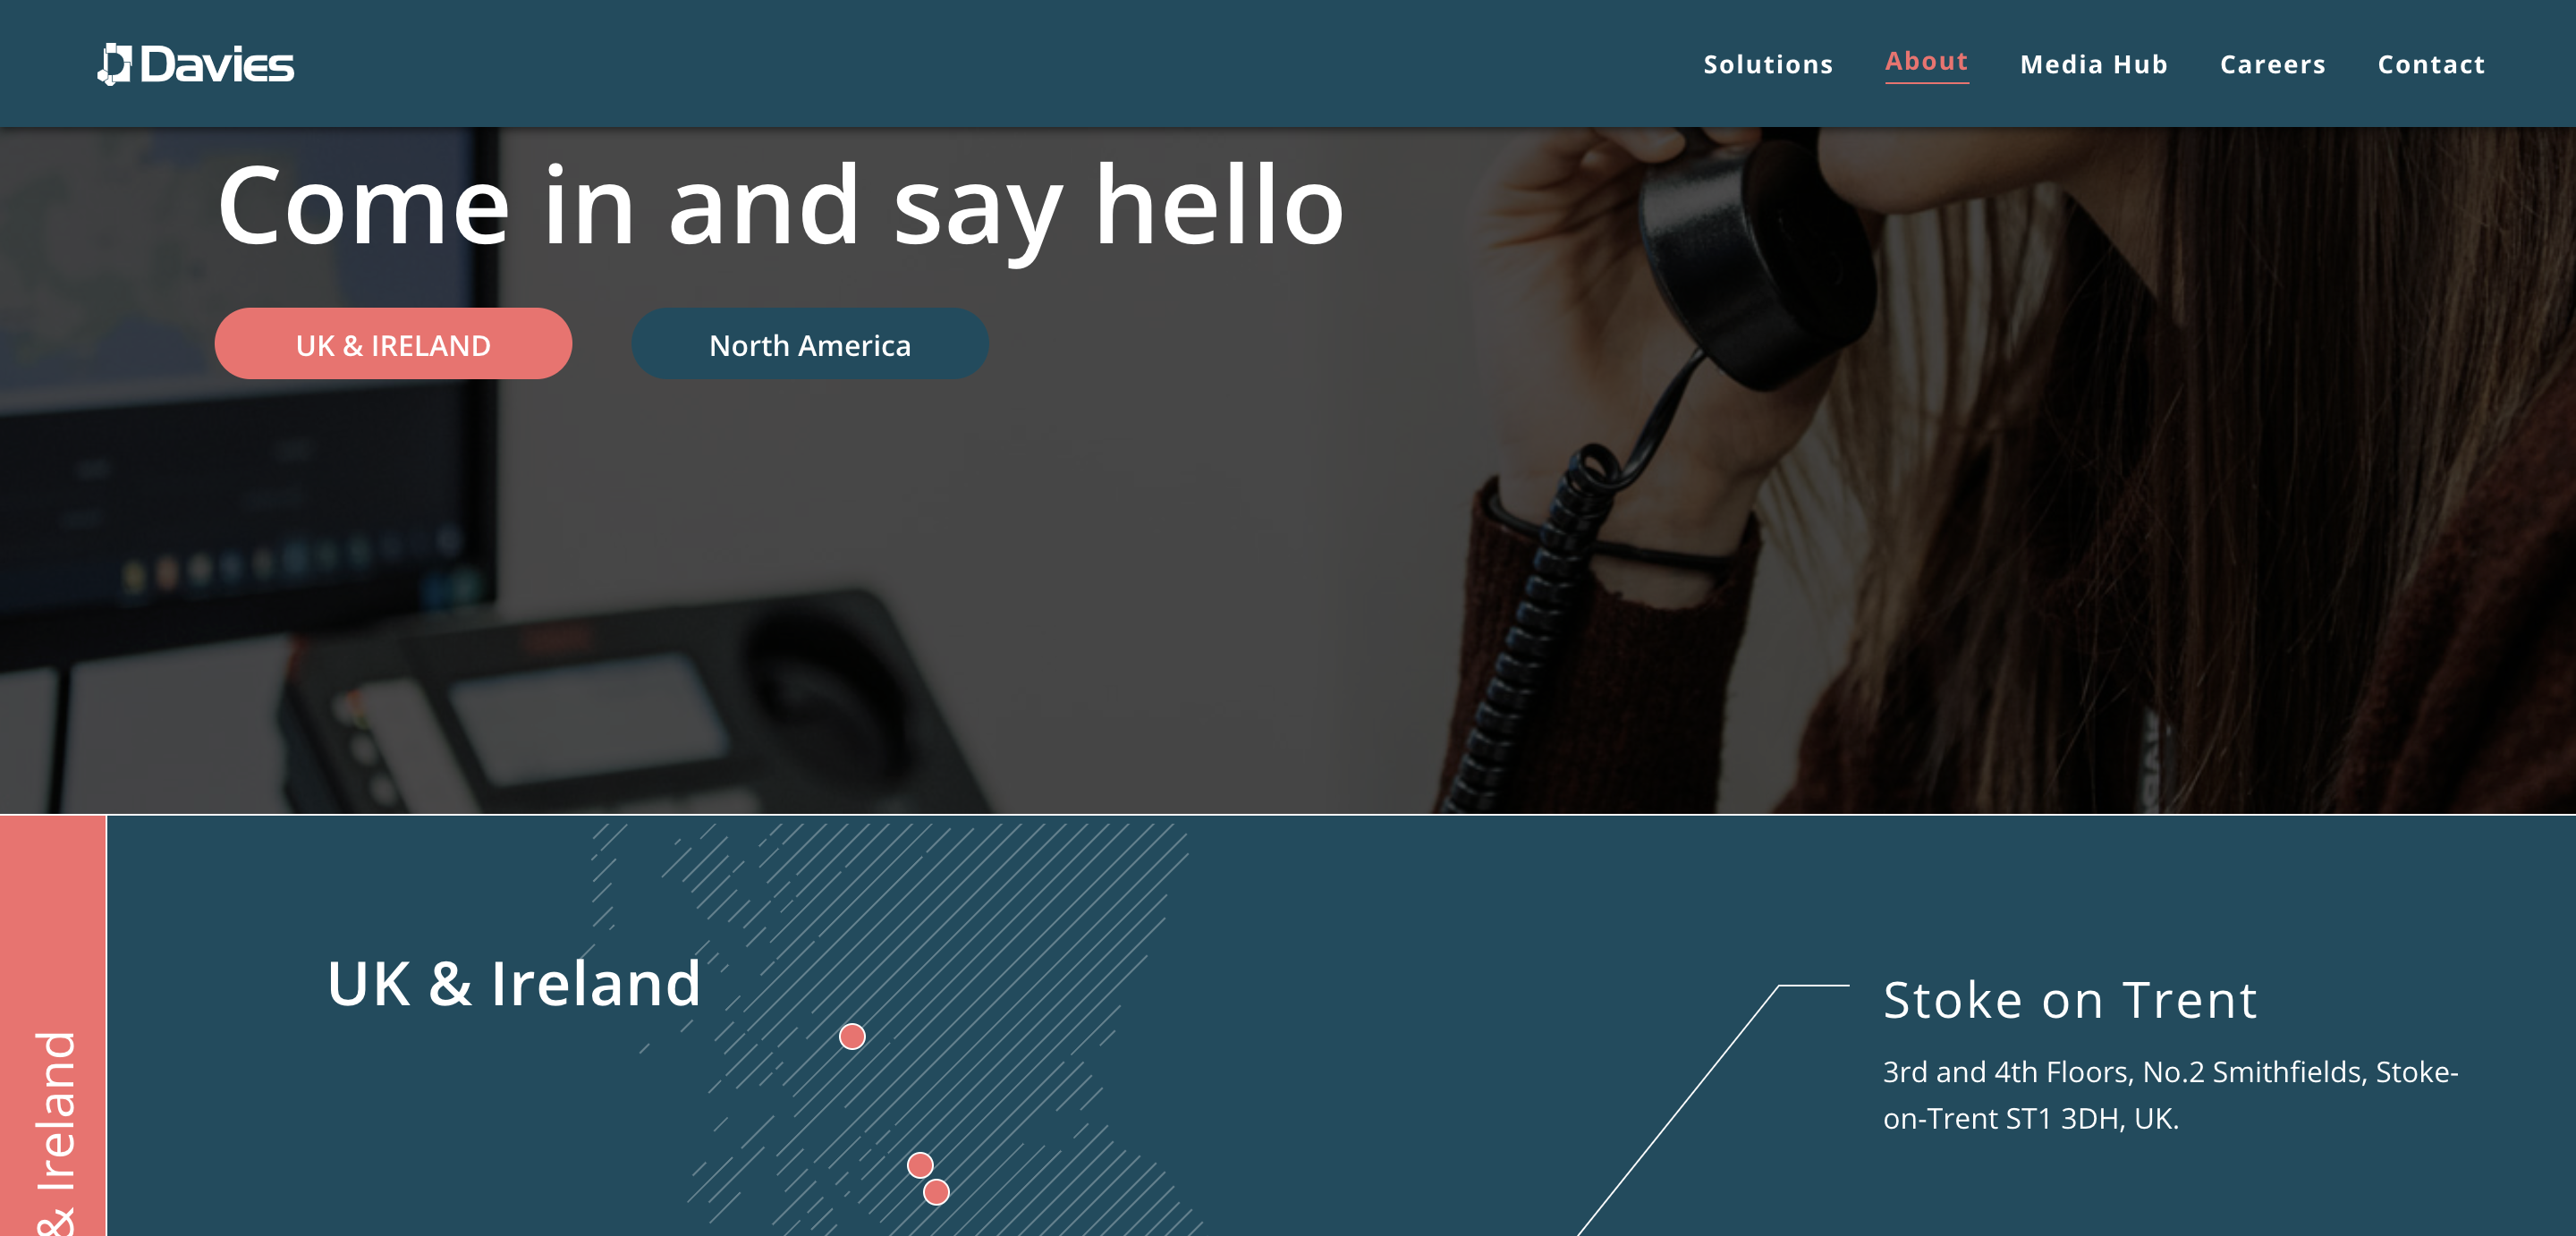 Davies
Solutions About Media Hub Careers Contact
Come in and say hello
UK & IRELAND
North America
UK & Ireland
& Ireland
Stoke on Trent
3rd and 4th Floors, No.2 Smithfields, Stoke-
on-Trent ST1 3DH, UK.